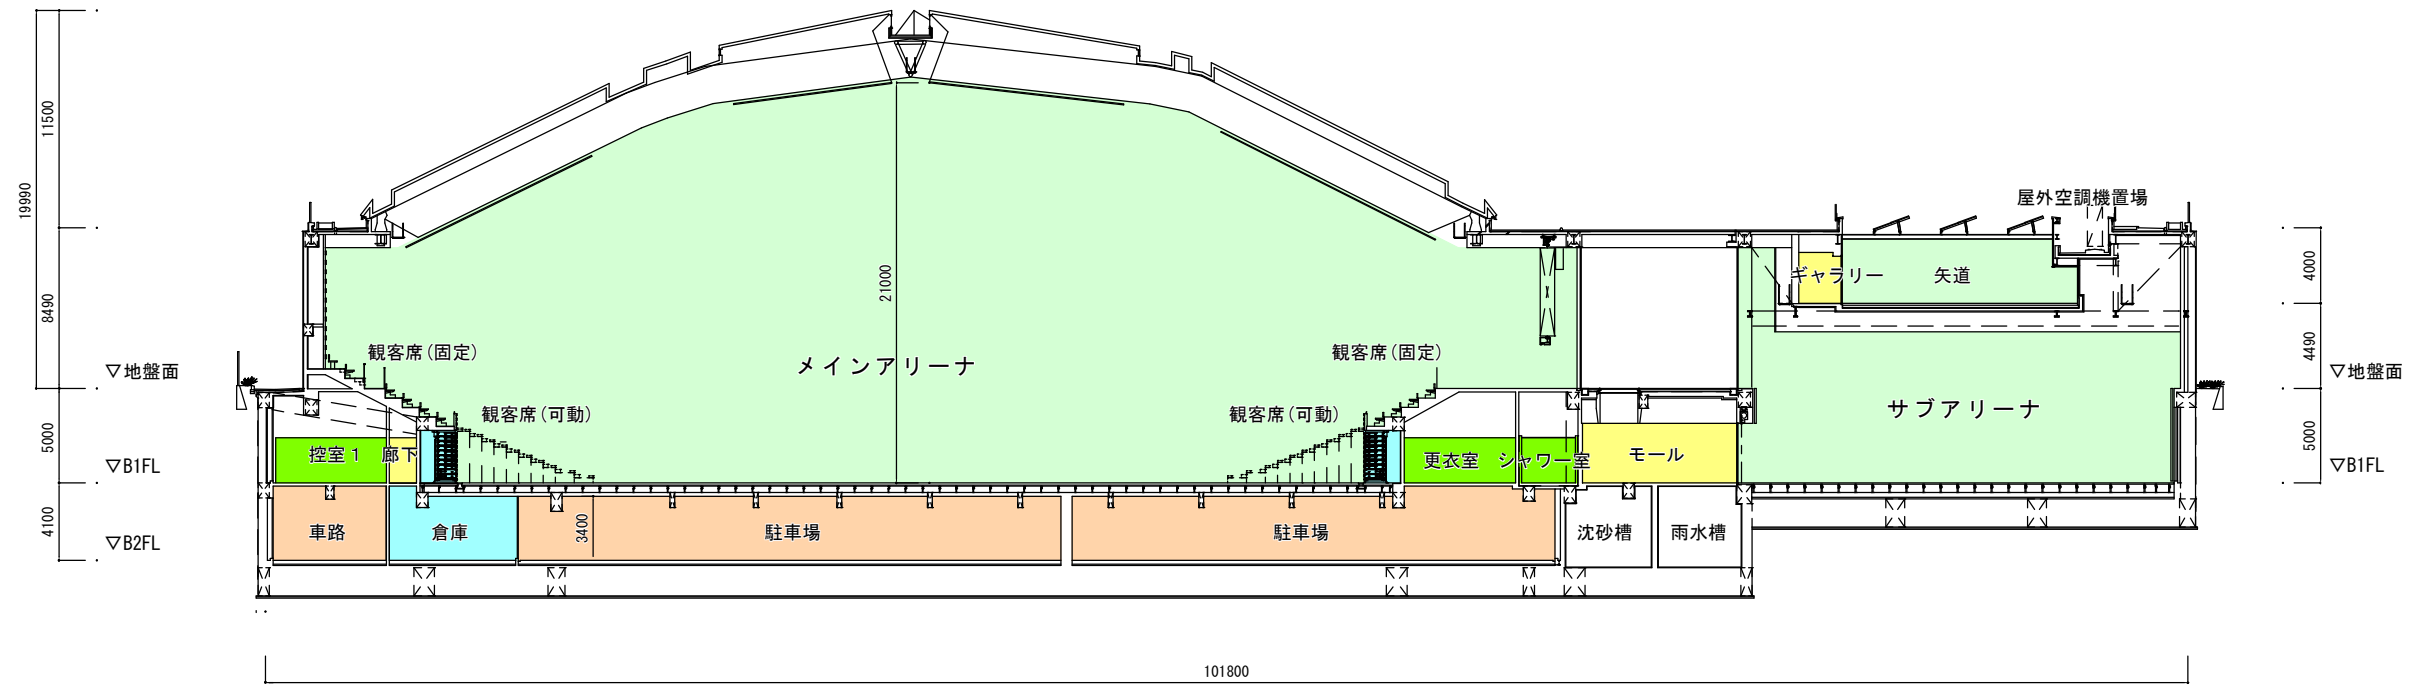 屋外空調機置場
11500
19990
8490
5000
4100
21000
3400
ギャラリー
矢道
4000
4490
5000
観客席(固定)
メインアリーナ
観客席(固定)
▽地盤面
▽地盤面
観客席(可動)
観客席(可動)
サブアリーナ
▽B1FL
控室1
廊下
更衣室
シャワー室
モール
▽B1FL
▽B2FL
車路
倉庫
駐車場
駐車場
沈砂槽
雨水槽
101800